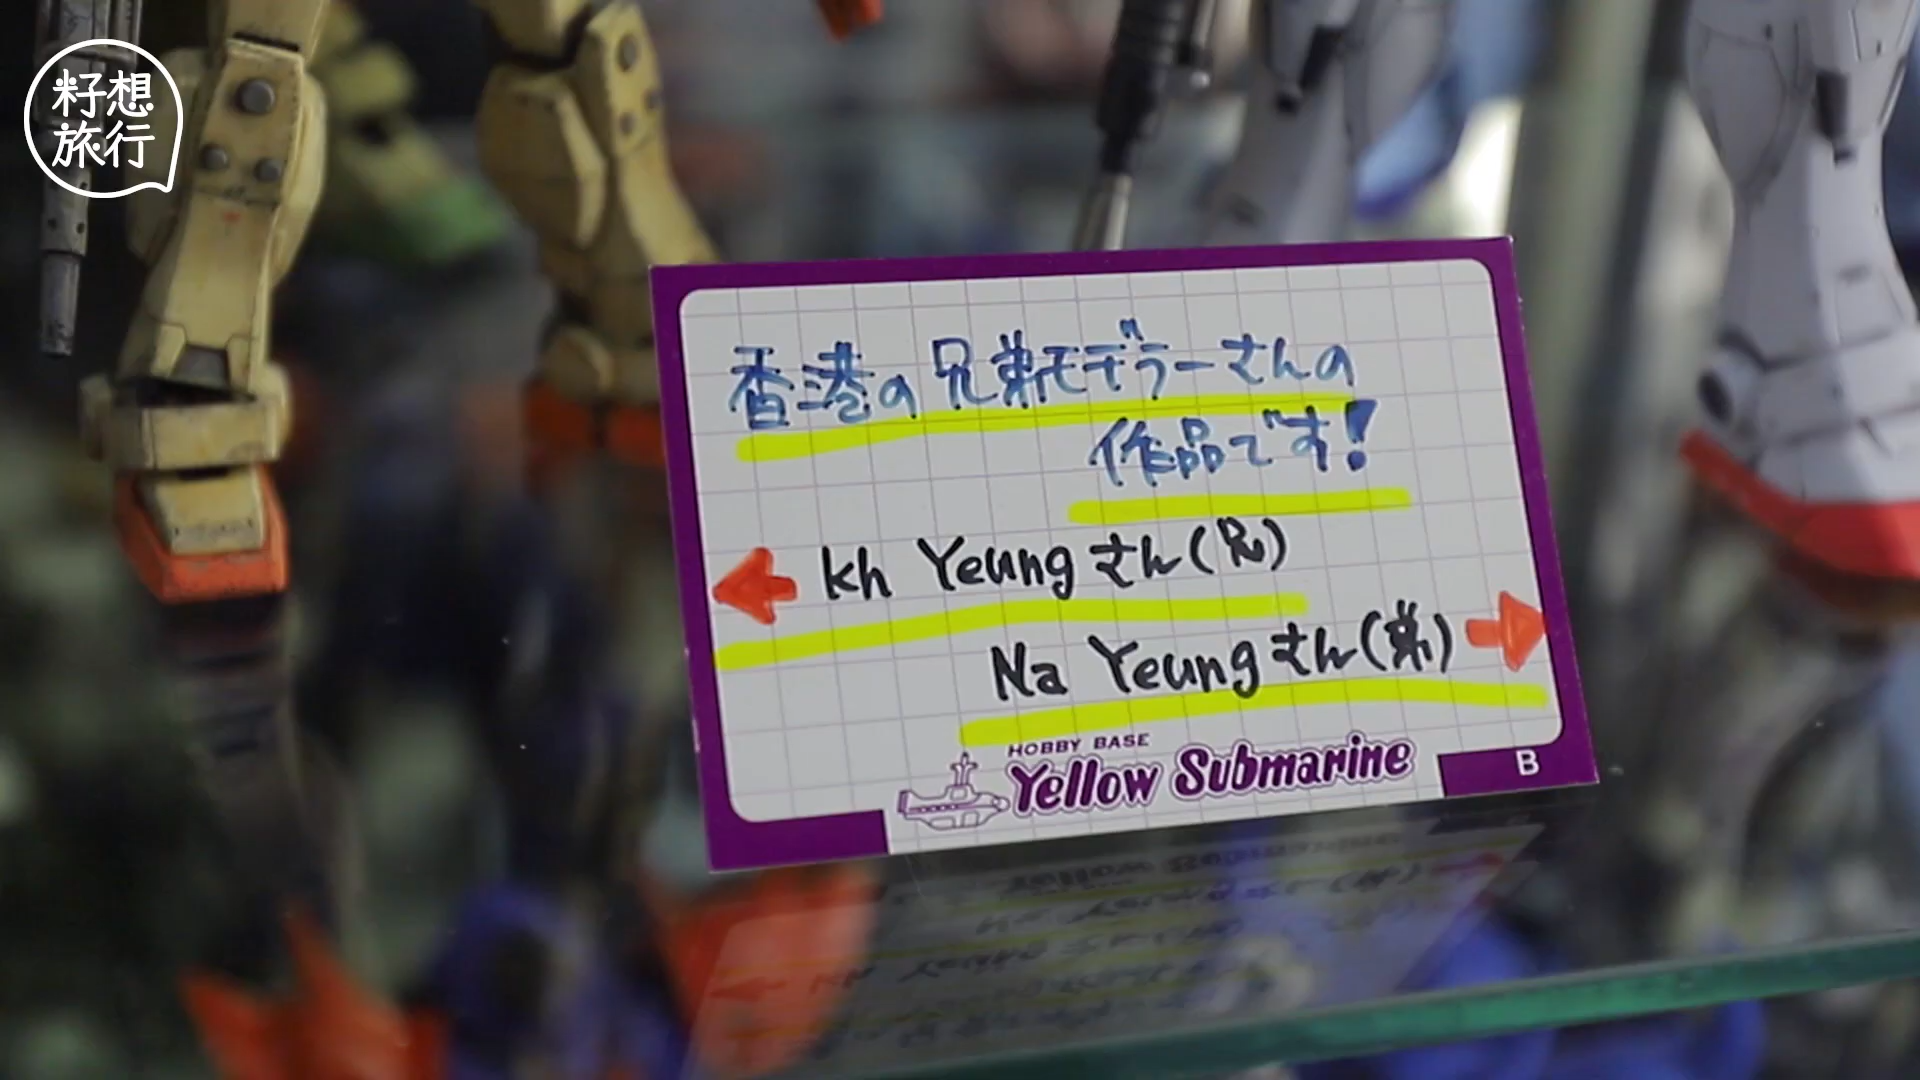 籽想
旅行
香港の兄弟モデラーさんの
作品です!
kh Yeungさん(兄)
Na Yeungさん(弟)
HOBBY BASE
Yellow Submarine
B